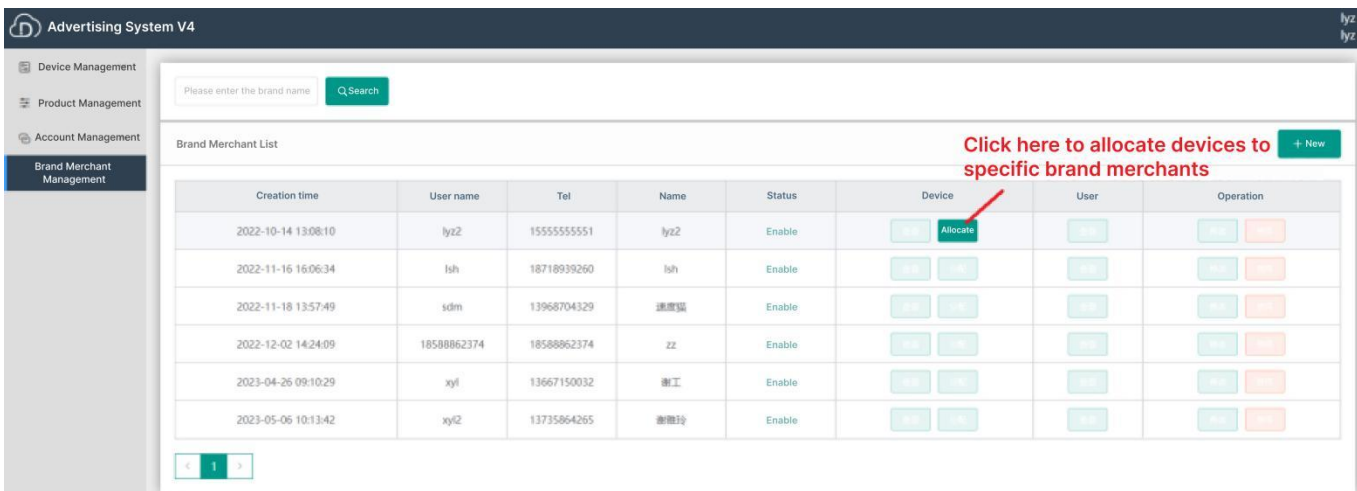 Advertising System V4
lyz
lyz
Device Management
Product Management
Account Management
Brand Merchant
Management
Please enter the brand name
Search
Brand Merchant List
Click here to allocate devices to
specific brand merchants
+ New
Creation time User name Tel Name Status Device User Operation
2022-10-14 13:08:10 lyz2 15555555551 lyz2 Enable Allocate
2022-11-16 16:06:34 lsh 18718939260 lsh Enable
2022-11-18 13:57:49 sdm 13968704329 速度猫 Enable
2022-12-02 14:24:09 18588862374 18588862374 zz Enable
2023-04-26 09:10:29 xyl 13667150032 谢工 Enable
2023-05-06 10:13:42 xyl2 13735864265 Enable
< 1 >